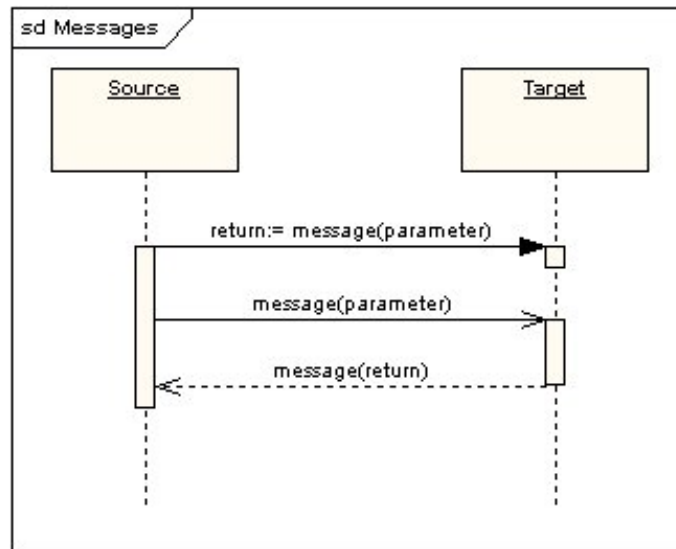 sd Messages
Source
Target
return:= message(parameter)
message(parameter)
message(return)